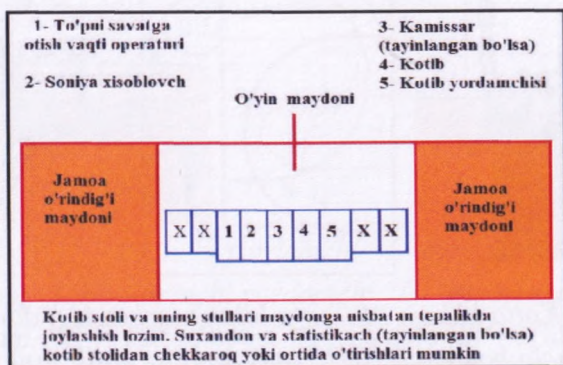 1- To'pni savatga
otish vaqti operaturi
2- Soniya xisoblovch
3- Kamissar
(tayinlangan bo'lsa)
4- Kotib
5- Kotib yordamchisi
O'yin maydoni
Jamoa
o'rindig'i
maydoni
X X 1 2 3 4 5 X X
Jamoa
o'rindig'i
maydoni
Kotib stoli va uning stullari maydonga nisbatan tepalikda
joylashish lozim. Suxandon va statistikach (tayinlangan bo'lsa)
kotib stolidan chekkaroq yoki ortida o'tirishlari mumkin